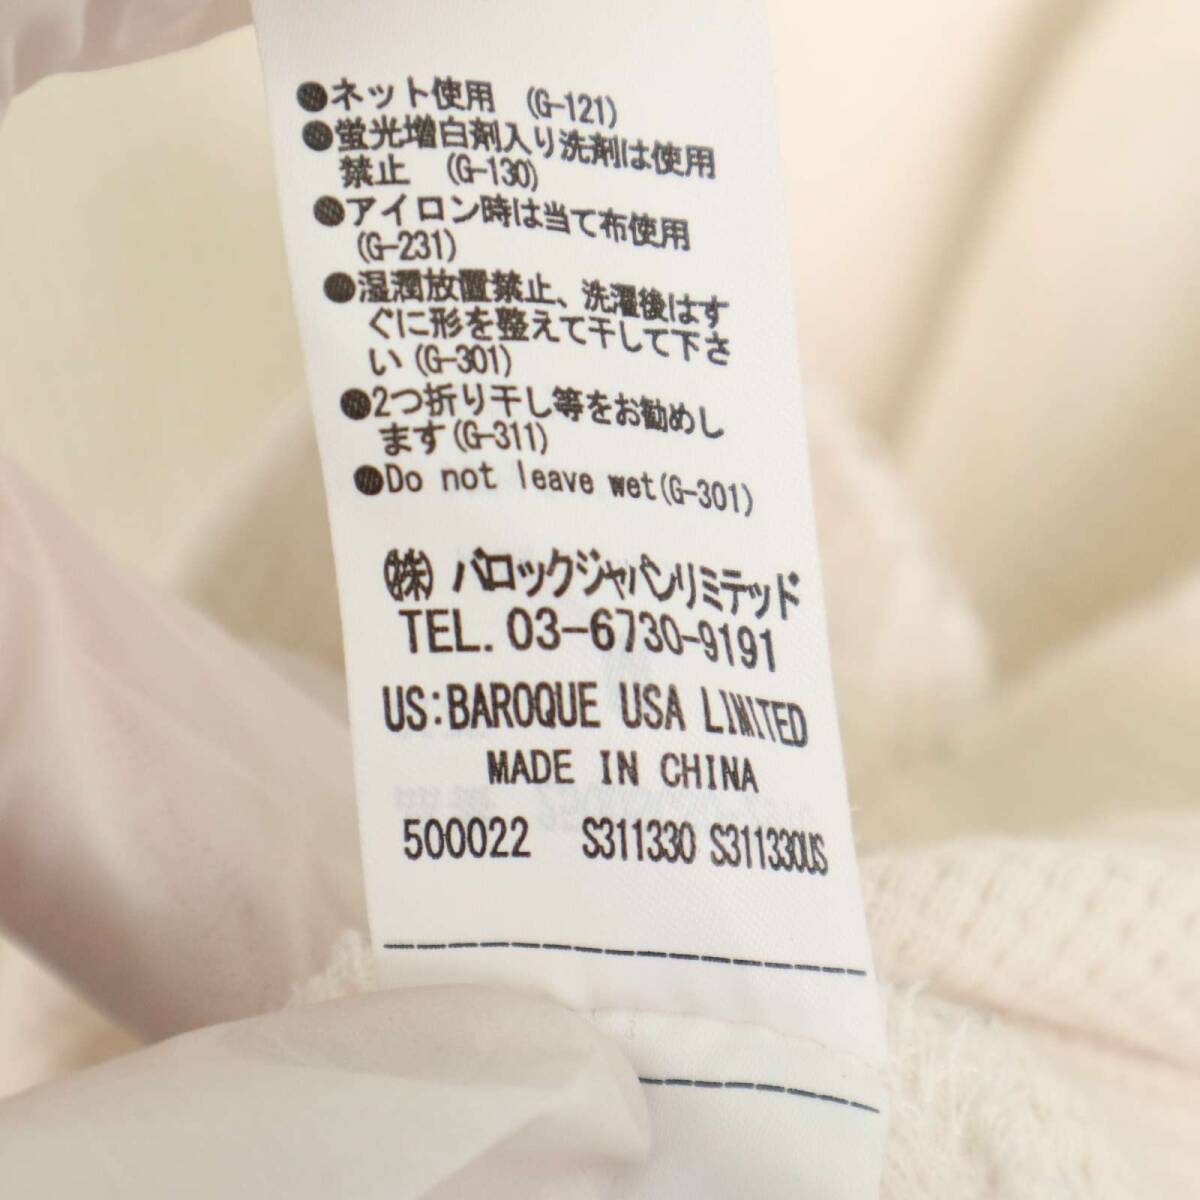 ●ネット使用 (G-121)
●蛍光増白剤入り洗剤は使用
禁止 (G-130)
●アイロン時は当て布使用
(G-231)
●湿潤放置禁止、洗濯後はす
ぐに形を整えて干して下さ
い(G-301)
●2つ折り干し等をお勧めし
ます(G-311)
●Do not leave wet(G-301)
㈱ バロックジャパンリミテッド
TEL. 03-6730-9191
US:BAROQUE USA LIMITED
MADE IN CHINA
500022 S311330 S311330US